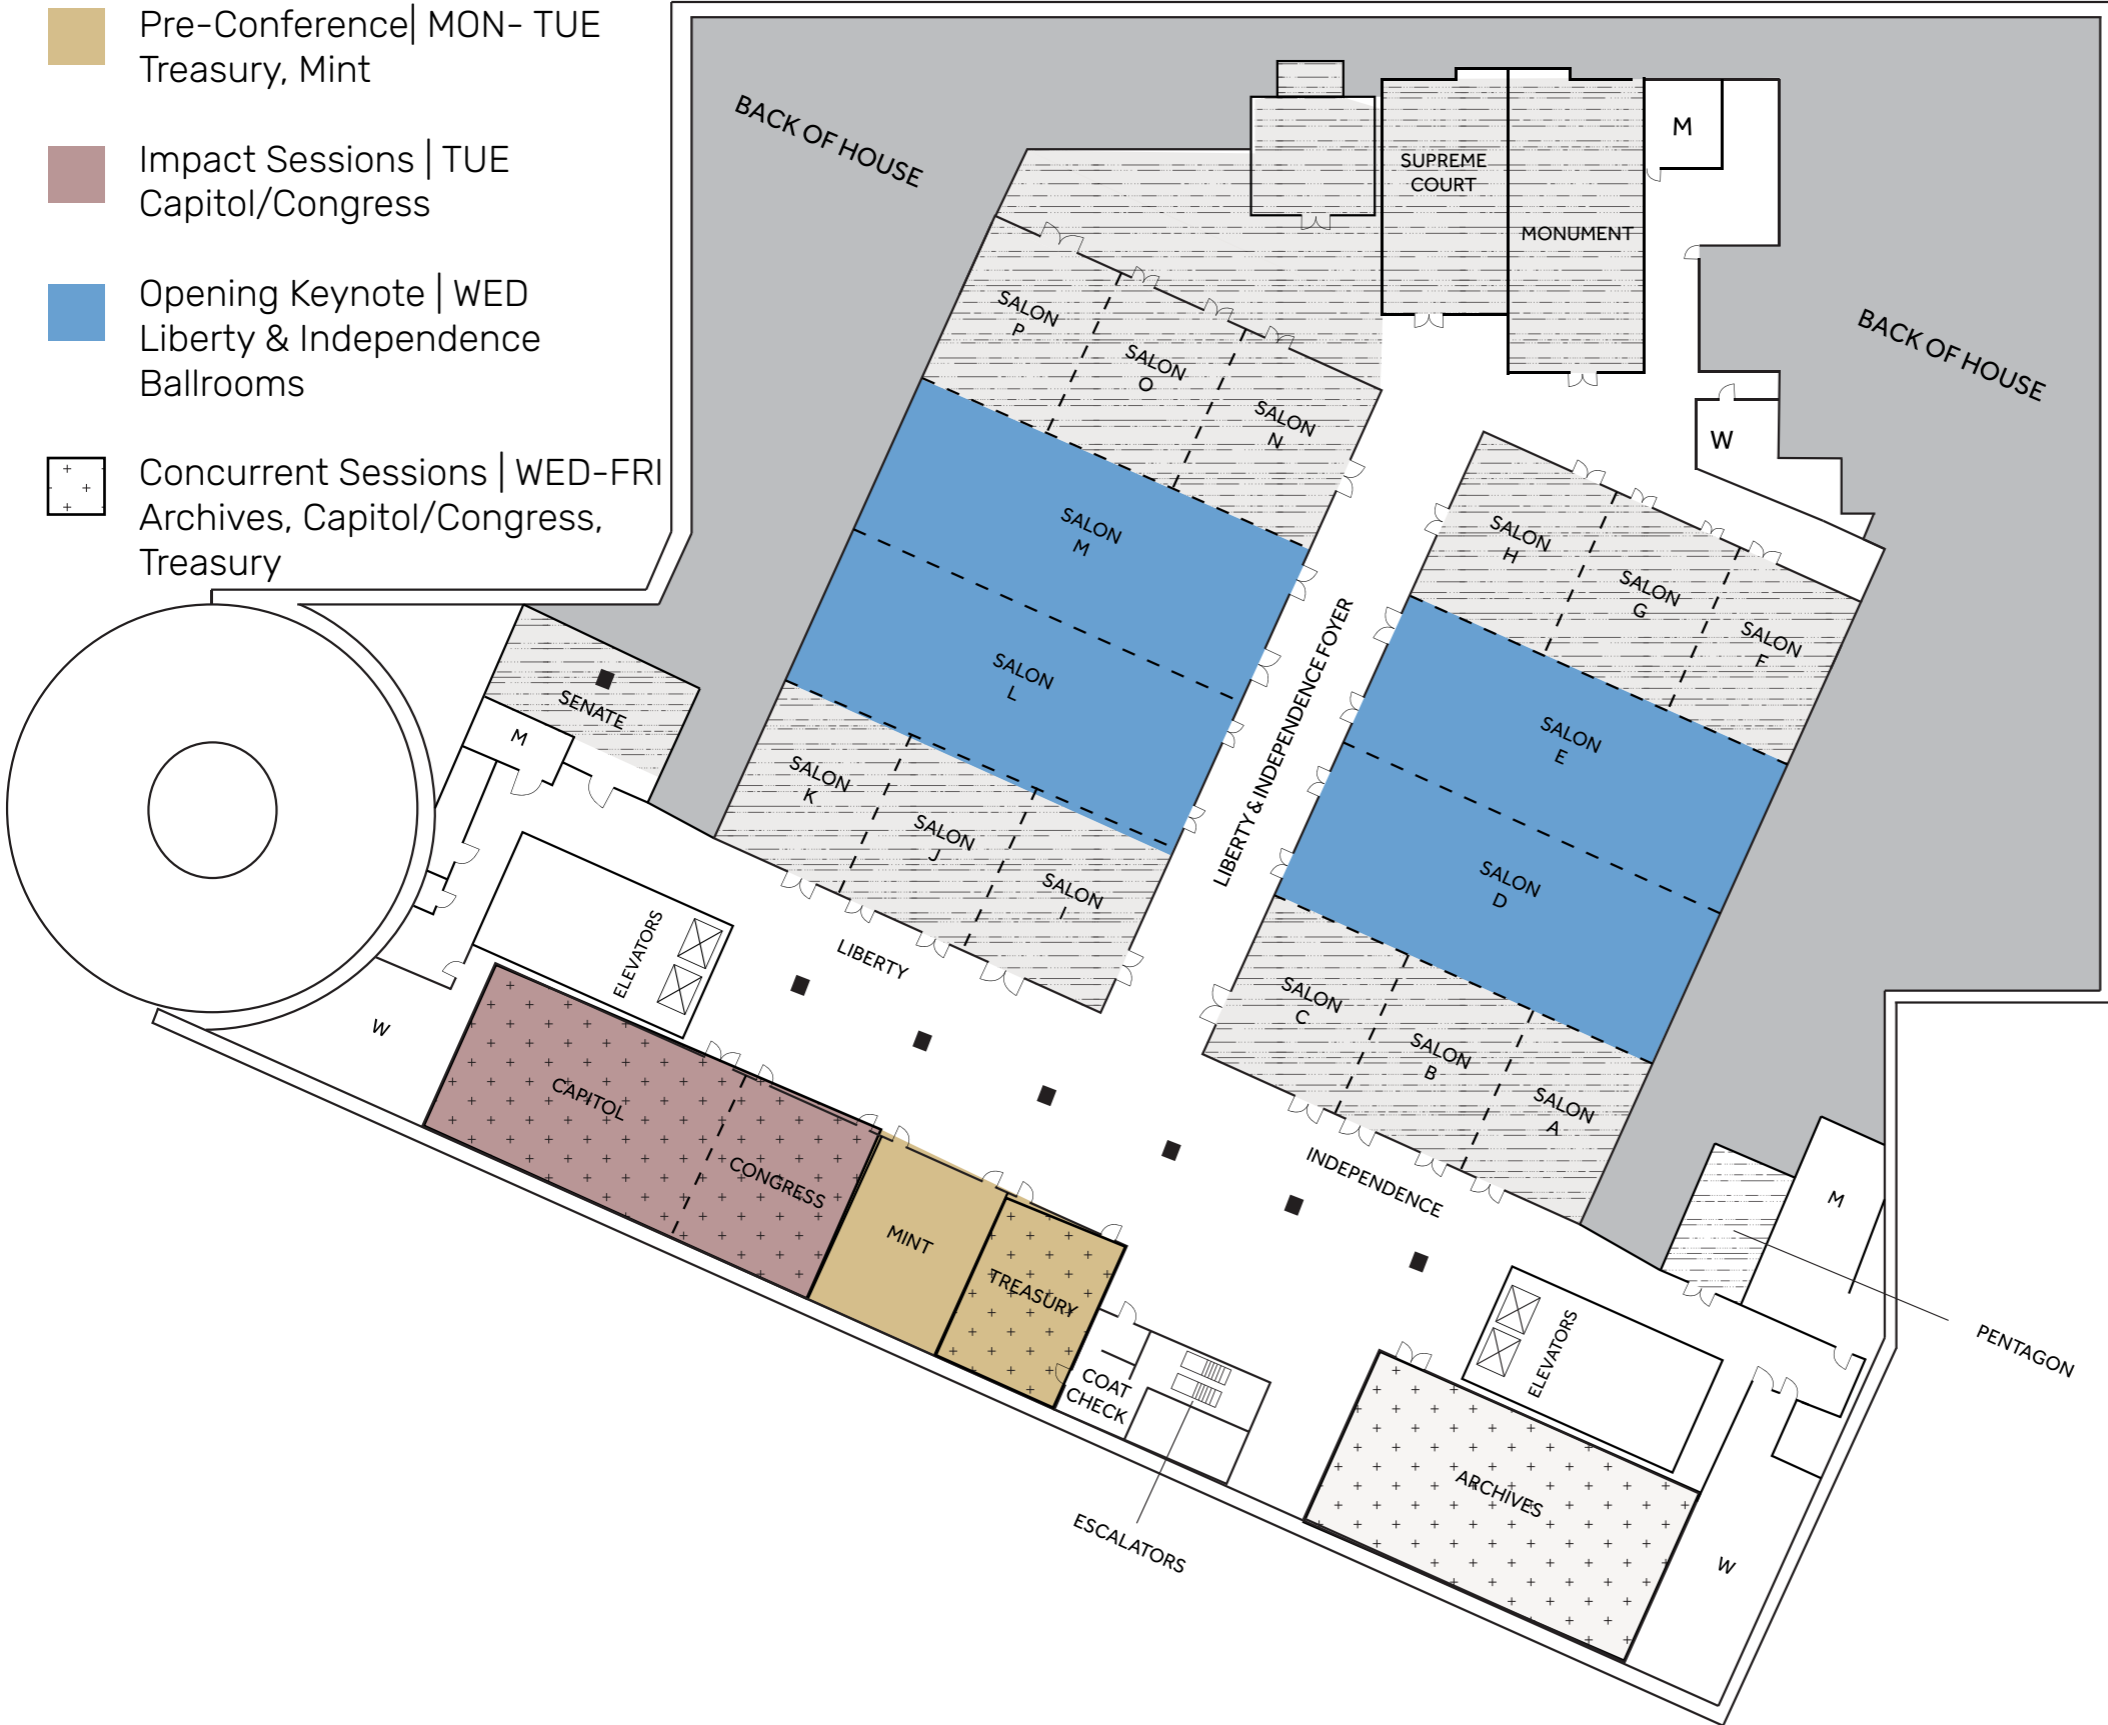 Pre-Conference| MON- TUE
Treasury, Mint
Impact Sessions | TUE
Capitol/Congress
Opening Keynote | WED
Liberty & Independence
Ballrooms
Concurrent Sessions | WED-FRI
Archives, Capitol/Congress,
Treasury
BACK OF HOUSE
SUPREME
COURT
MONUMENT
M
BACK OF HOUSE
W
SALON
P
SALON
O
SALON
N
SALON
M
SALON
L
SALON
K
SALON
J
SALON
I
LIBERTY
LIBERTY & INDEPENDENCE FOYER
SALON
H
SALON
G
SALON
F
SALON
E
SALON
D
SALON
C
SALON
B
SALON
A
INDEPENDENCE
SENATE
M
ELEVATORS
W
CAPITOL
CONGRESS
MINT
TREASURY
COAT
CHECK
ESCALATORS
ELEVATORS
ARCHIVES
M
PENTAGON
W